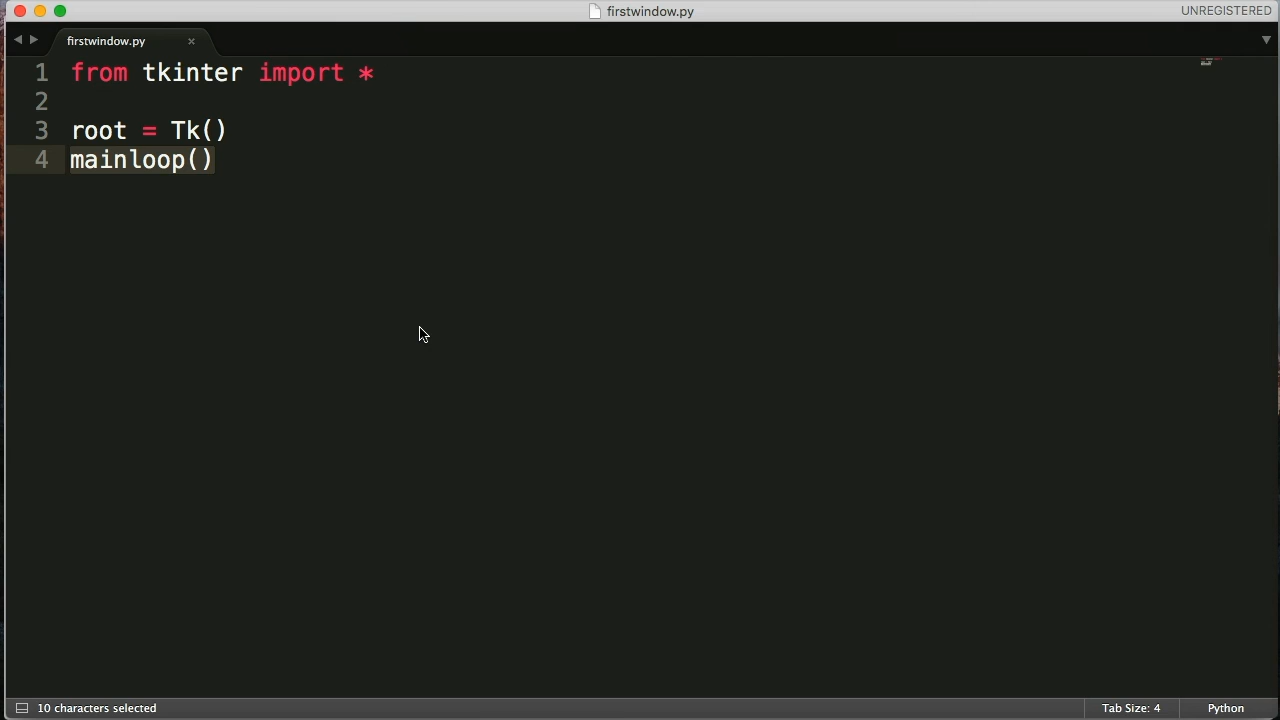 firstwindow.py
UNREGISTERED
firstwindow.py ×
1 from tkinter import *
2
3 root = Tk()
4 mainloop()
10 characters selected
Tab Size: 4
Python